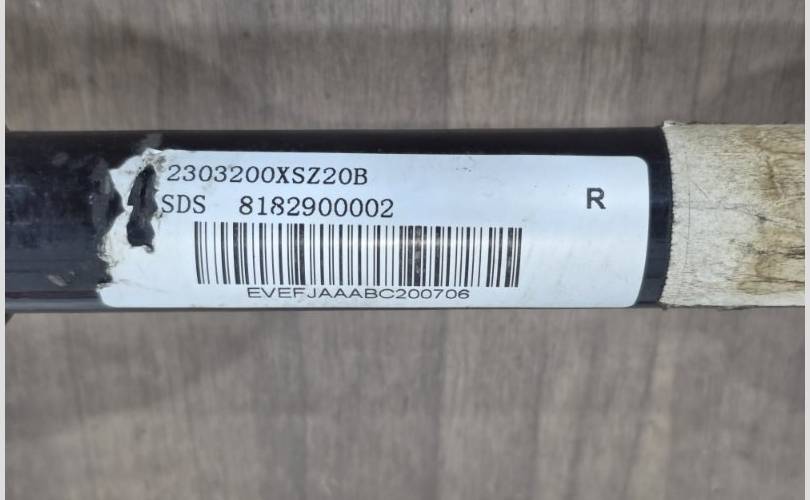 2303200XSZ20B
SDS 8182900002
R
EVEFJAAABC200706